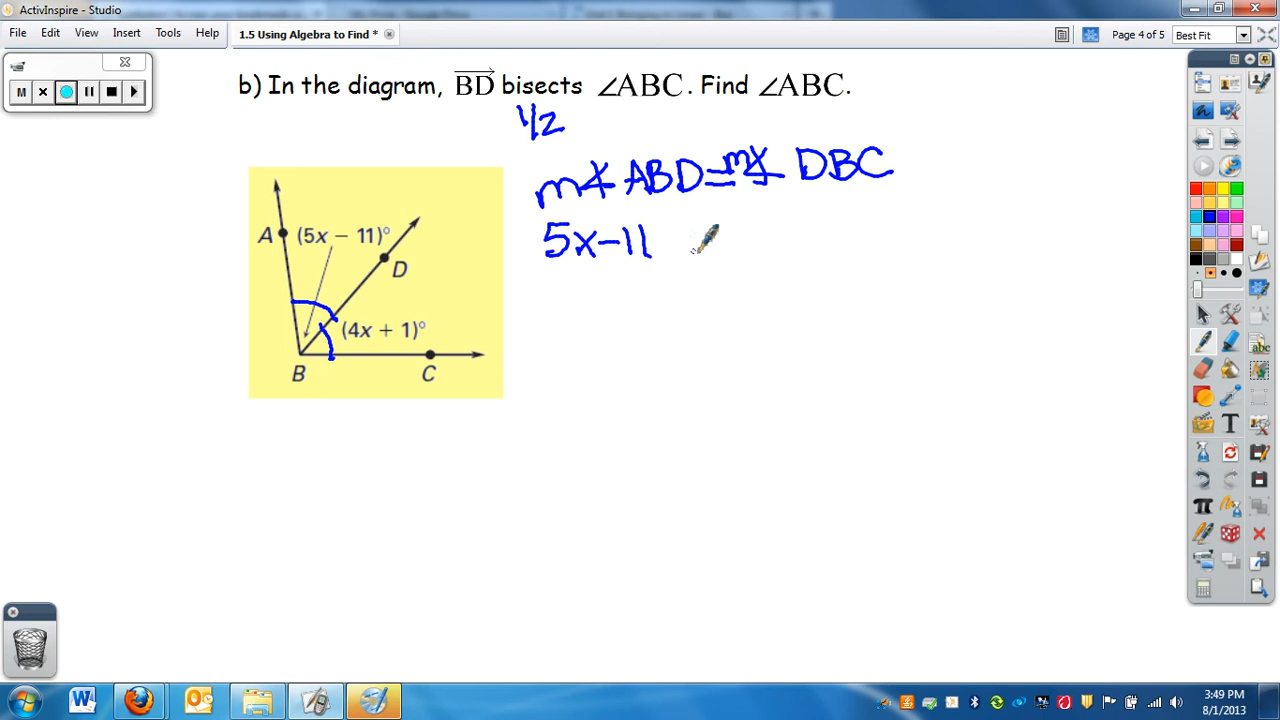 ActivInspire - Studio
File Edit View Insert Tools Help
1.5 Using Algebra to Find *
Page 4 of 5
Best Fit
M
b) In the diagram, BD bisects ∠ABC. Find ∠ABC.
1/2
m∡ ABD = m∡ DBC
5x-11
A
(5x − 11)°
D
(4x + 1)°
B
C
abc
T
π
W
3:49 PM
8/1/2013